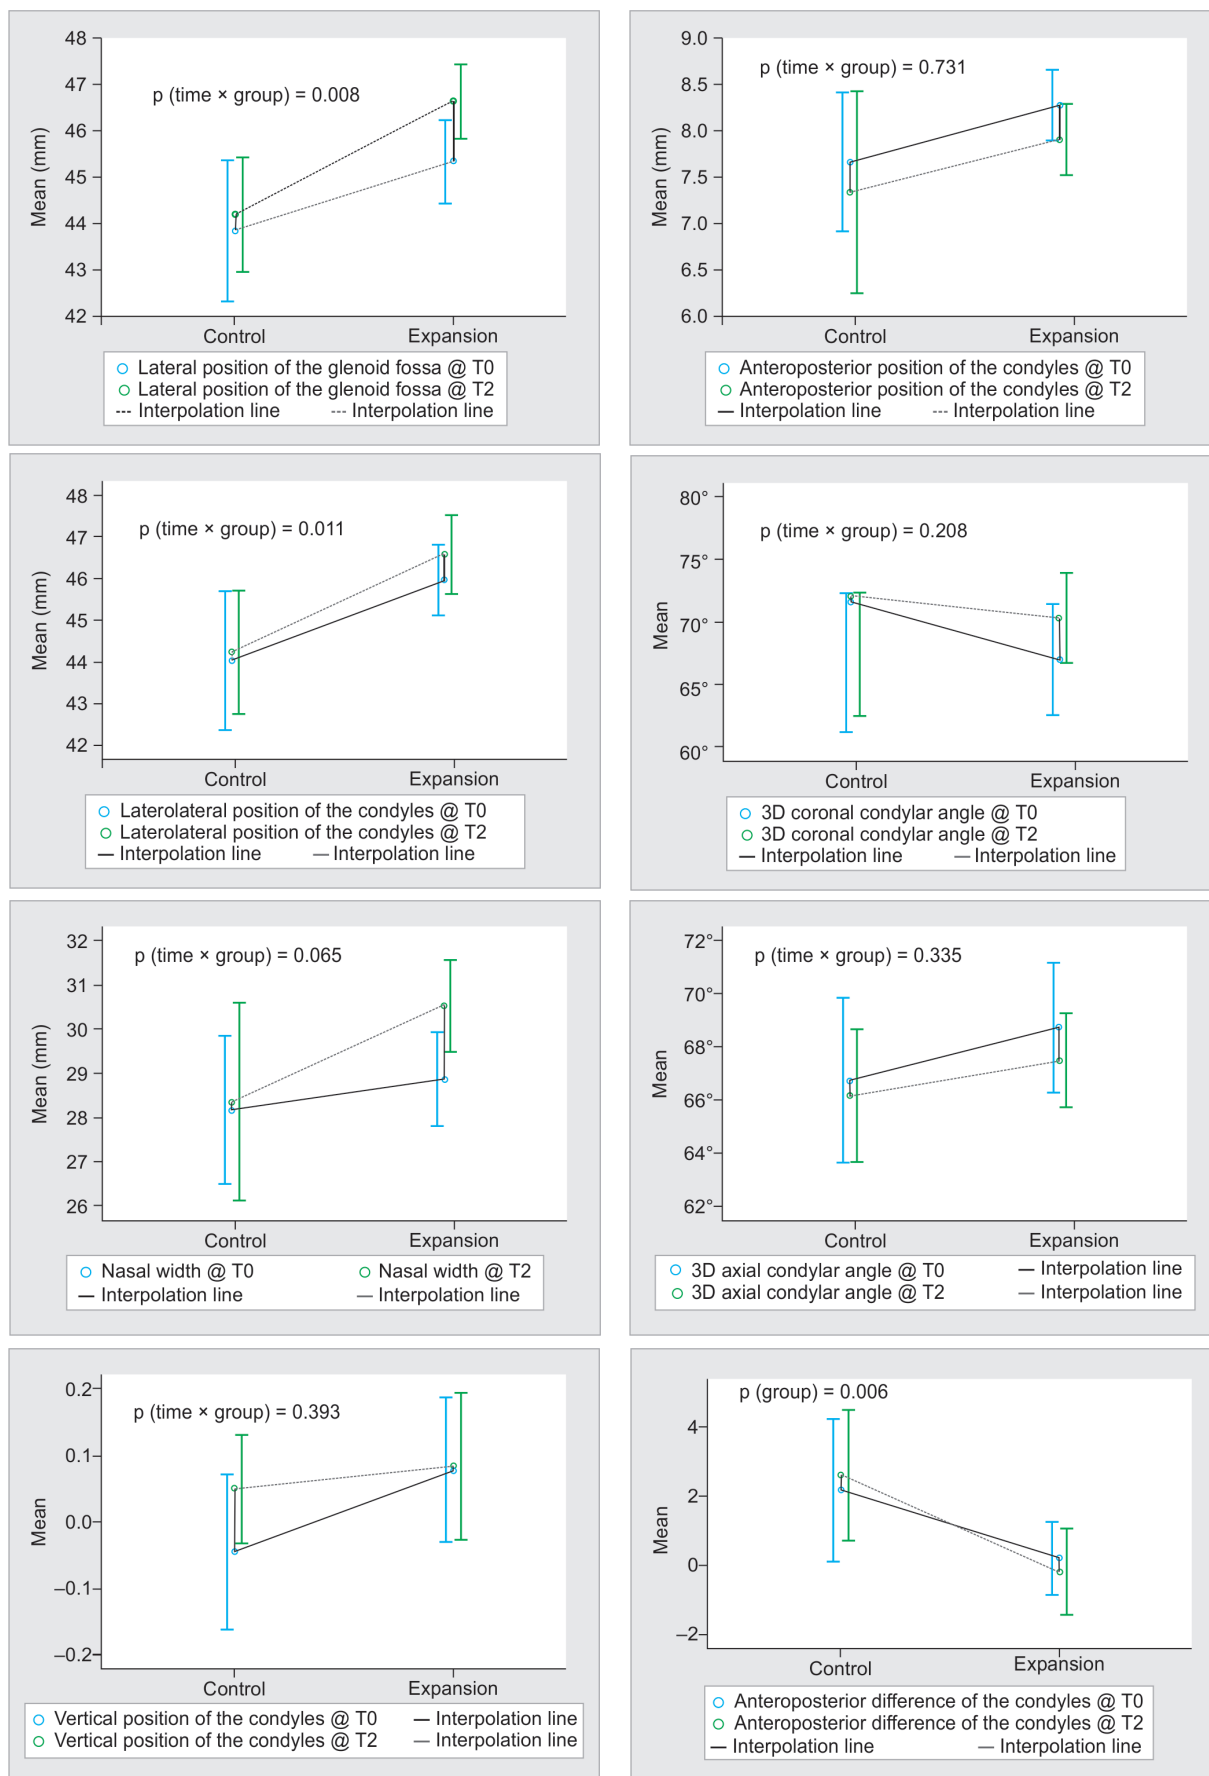 48
47
46
45
44
43
42
Mean (mm)
p (time × group) = 0.008
Control Expansion
Lateral position of the glenoid fossa @ T0
Lateral position of the glenoid fossa @ T2
Interpolation line Interpolation line
9.0
8.5
8.0
7.5
7.0
6.5
6.0
Mean (mm)
p (time × group) = 0.731
Control Expansion
Anteroposterior position of the condyles @ T0
Anteroposterior position of the condyles @ T2
Interpolation line Interpolation line
48
47
46
45
44
43
42
Mean (mm)
p (time × group) = 0.011
Control Expansion
Laterolateral position of the condyles @ T0
Laterolateral position of the condyles @ T2
Interpolation line Interpolation line
80°
75°
70°
65°
60°
Mean
p (time × group) = 0.208
Control Expansion
3D coronal condylar angle @ T0
3D coronal condylar angle @ T2
Interpolation line Interpolation line
32
31
30
29
28
27
26
Mean (mm)
p (time × group) = 0.065
Control Expansion
Nasal width @ T0 Nasal width @ T2
Interpolation line Interpolation line
72°
70°
68°
66°
64°
62°
Mean
p (time × group) = 0.335
Control Expansion
3D axial condylar angle @ T0 Interpolation line
3D axial condylar angle @ T2 Interpolation line
0.2
0.1
0.0
–0.1
–0.2
Mean
p (time × group) = 0.393
Control Expansion
Vertical position of the condyles @ T0 Interpolation line
Vertical position of the condyles @ T2 Interpolation line
4
2
0
–2
Mean
p (group) = 0.006
Control Expansion
Anteroposterior difference of the condyles @ T0
Anteroposterior difference of the condyles @ T2
Interpolation line Interpolation line